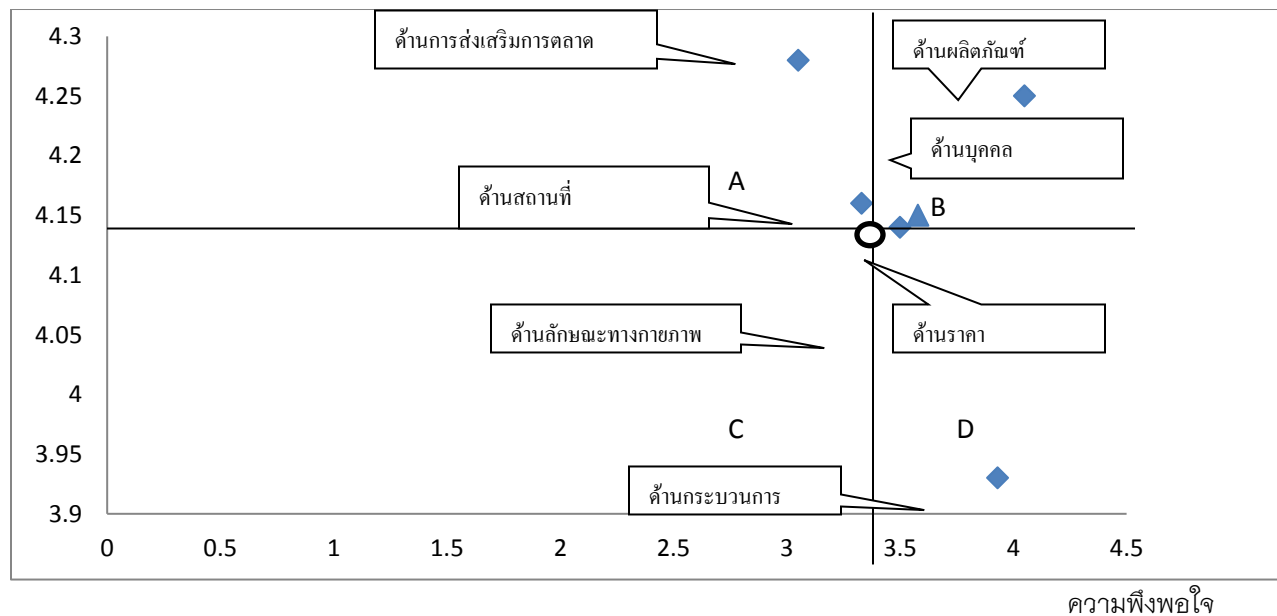 4.3
4.25
4.2
4.15
4.1
4.05
4
3.95
3.9
ด้านการส่งเสริมการตลาด
ด้านผลิตภัณฑ์
ด้านบุคคล
ด้านสถานที่
A
B
ด้านลักษณะทางกายภาพ
ด้านราคา
C
D
ด้านกระบวนการ
0
0.5
1
1.5
2
2.5
3
3.5
4
4.5
ความพึงพอใจ